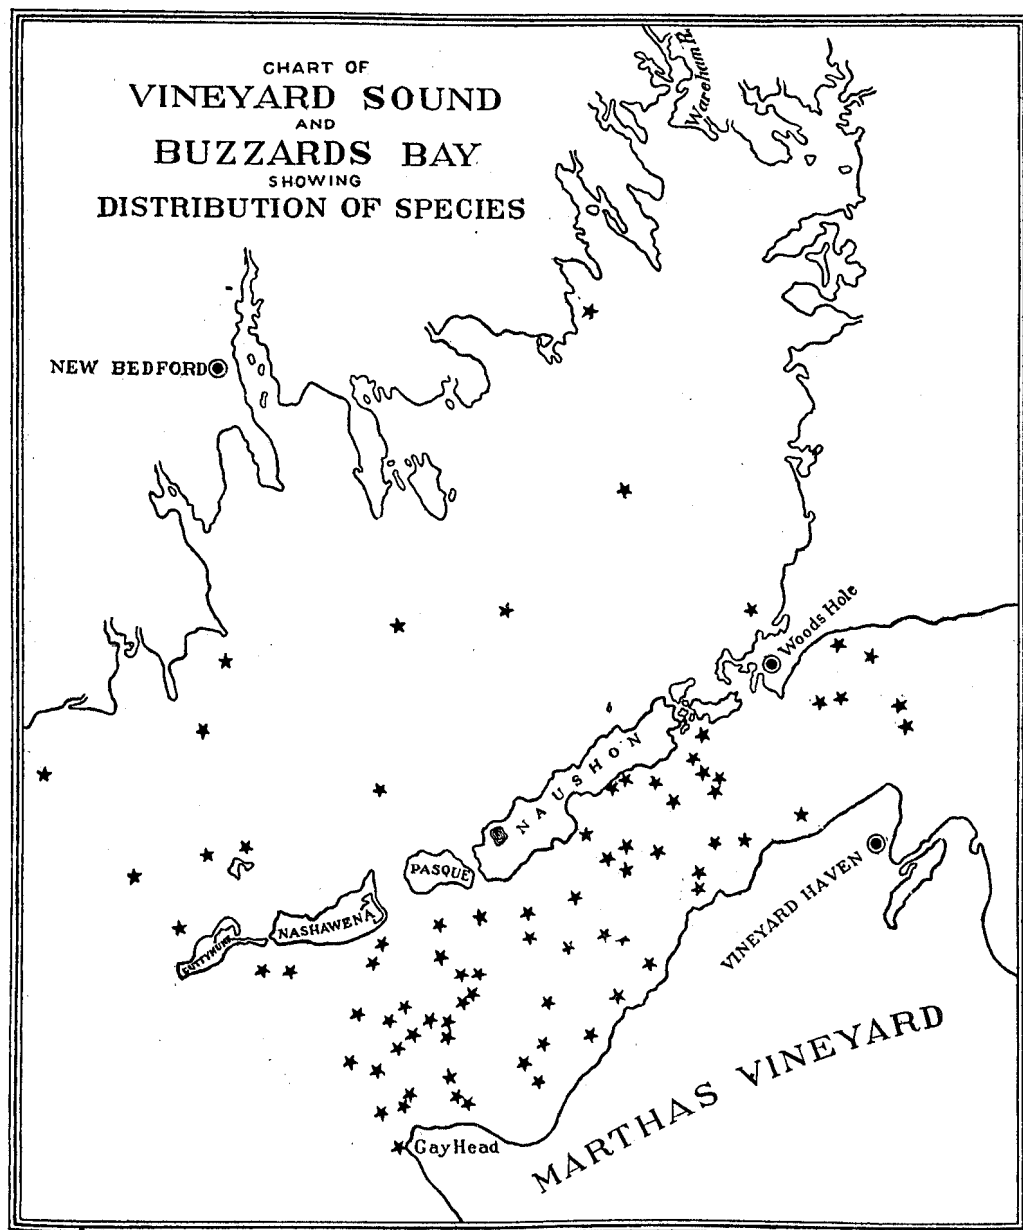 CHART OF
VINEYARD SOUND
AND
BUZZARDS BAY
SHOWING
DISTRIBUTION OF SPECIES
Wareham R.
NEW BEDFORD
Woods Hole
NAUSHON
PASQUE
NASHAWENA
CUTTYHUNK
VINEYARD HAVEN
MARTHAS VINEYARD
Gay Head